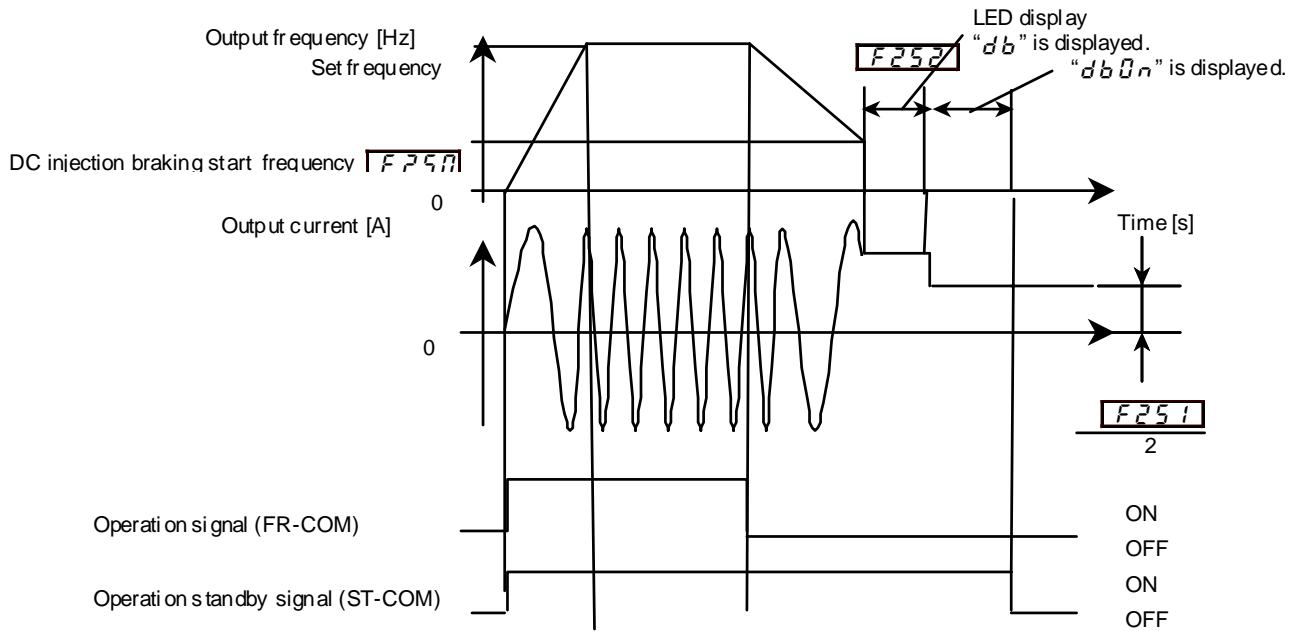 LED display
Output frequency [Hz]
F252
"db" is displayed.
Set frequency
"dbOn" is displayed.
DC injection braking start frequency F250
0
Output current [A]
Time [s]
0
F251
2
Operation signal (FR-COM)
ON
OFF
Operation standby signal (ST-COM)
ON
OFF